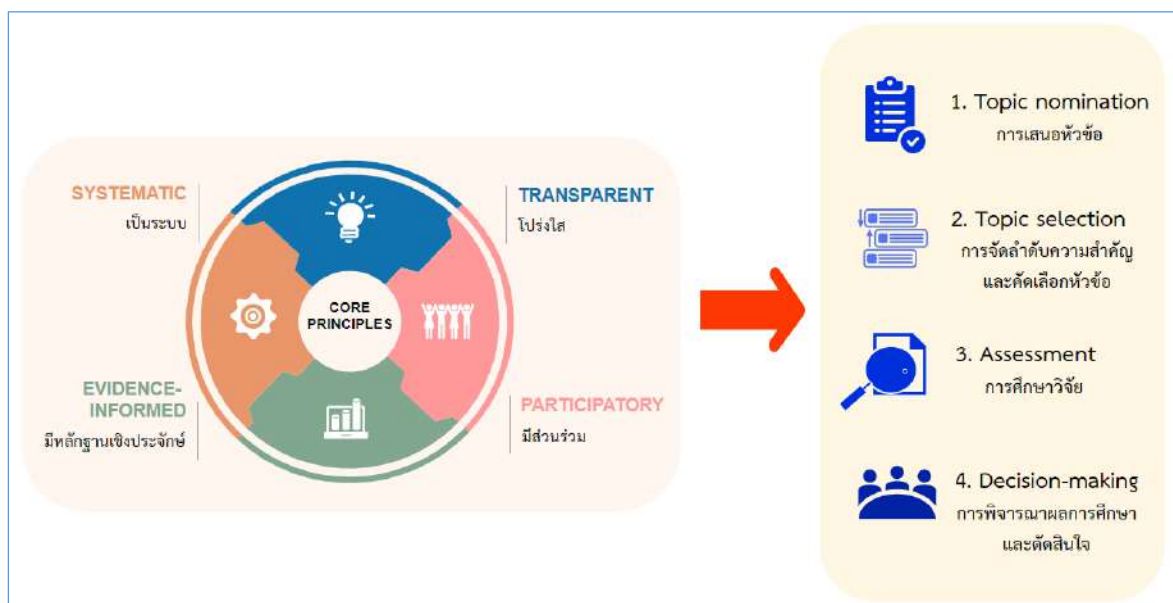 SYSTEMATIC
เป็นระบบ
TRANSPARENT
โปร่งใส
CORE
PRINCIPLES
EVIDENCE-
INFORMED
มีหลักฐานเชิงประจักษ์
PARTICIPATORY
มีส่วนร่วม
1. Topic nomination
การเสนอหัวข้อ
2. Topic selection
การจัดลำดับความสำคัญ
และคัดเลือกหัวข้อ
3. Assessment
การศึกษาวิจัย
4. Decision-making
การพิจารณาผลการศึกษา
และตัดสินใจ